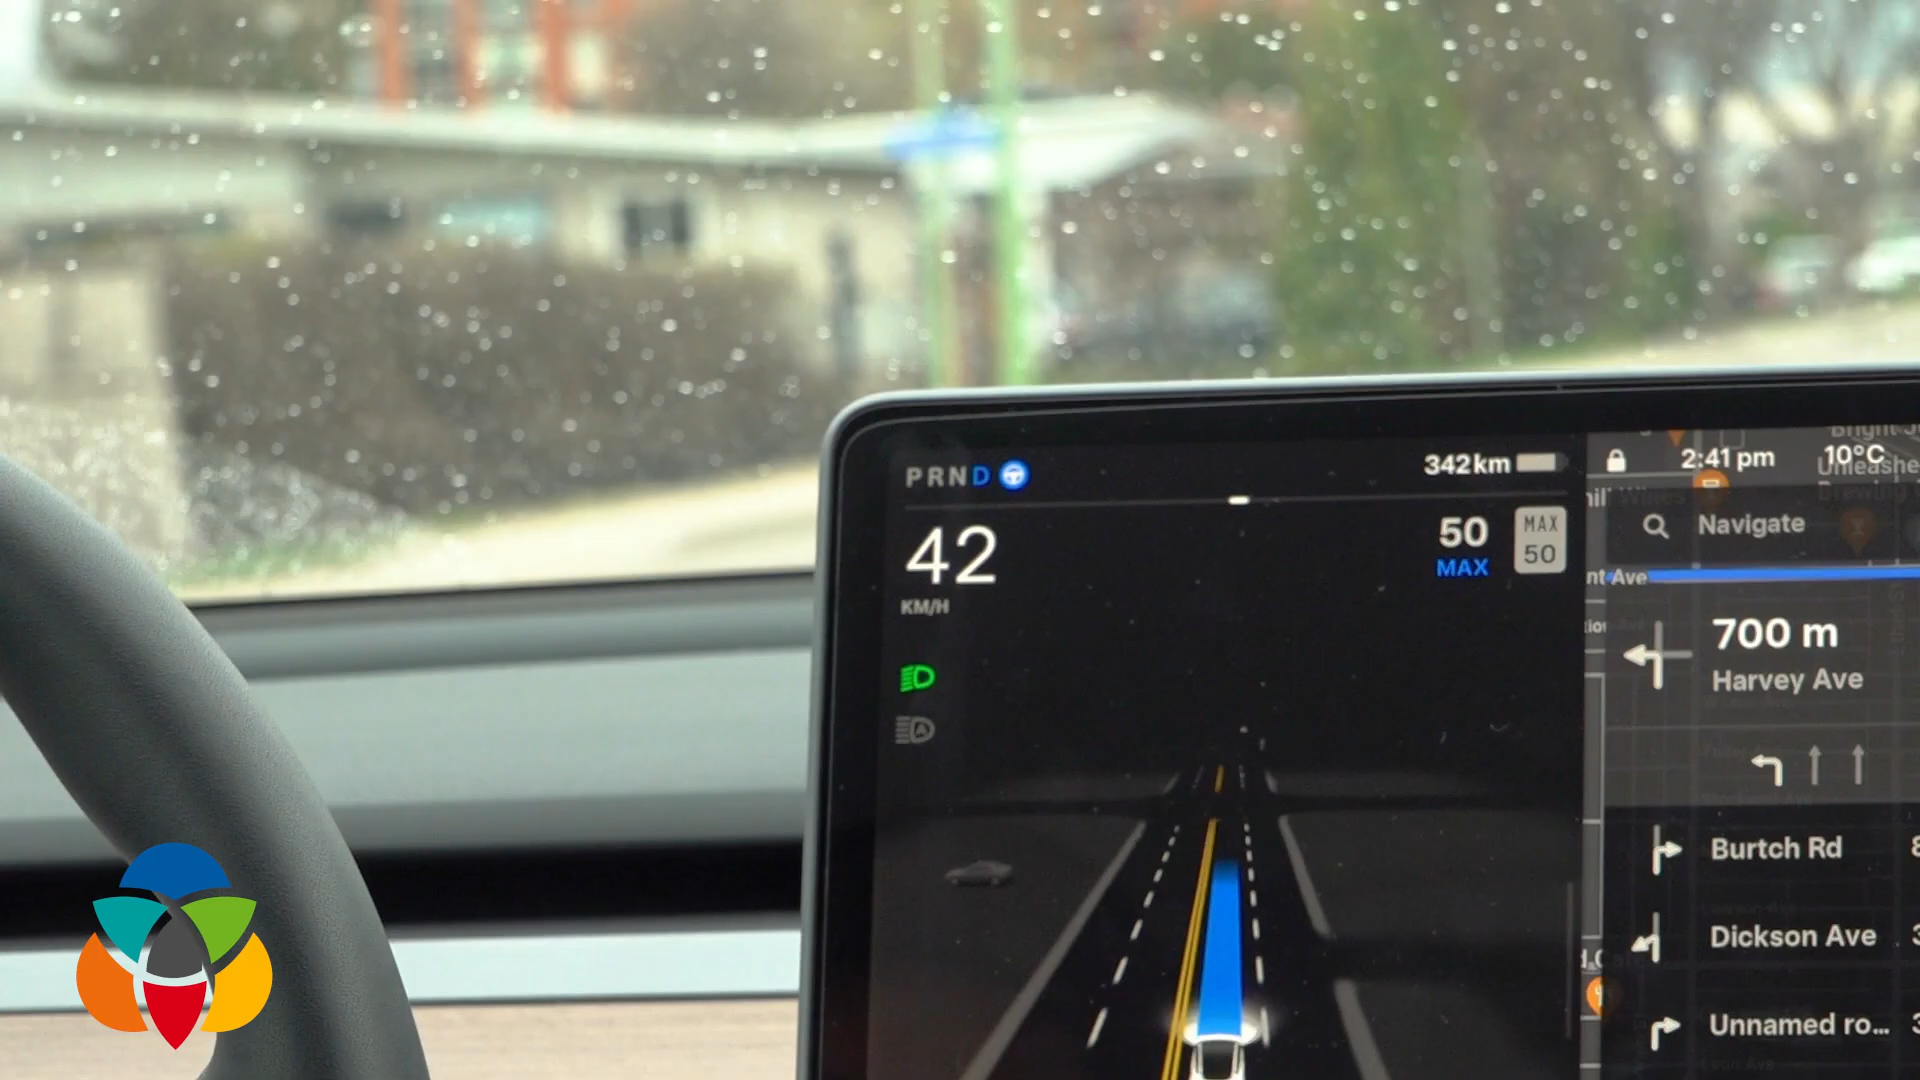 PRND
342km
2:41 pm
10°C
42
KM/H
50
MAX
MAX
50
Navigate
700 m
Harvey Ave
Burtch Rd
Dickson Ave
Unnamed ro...